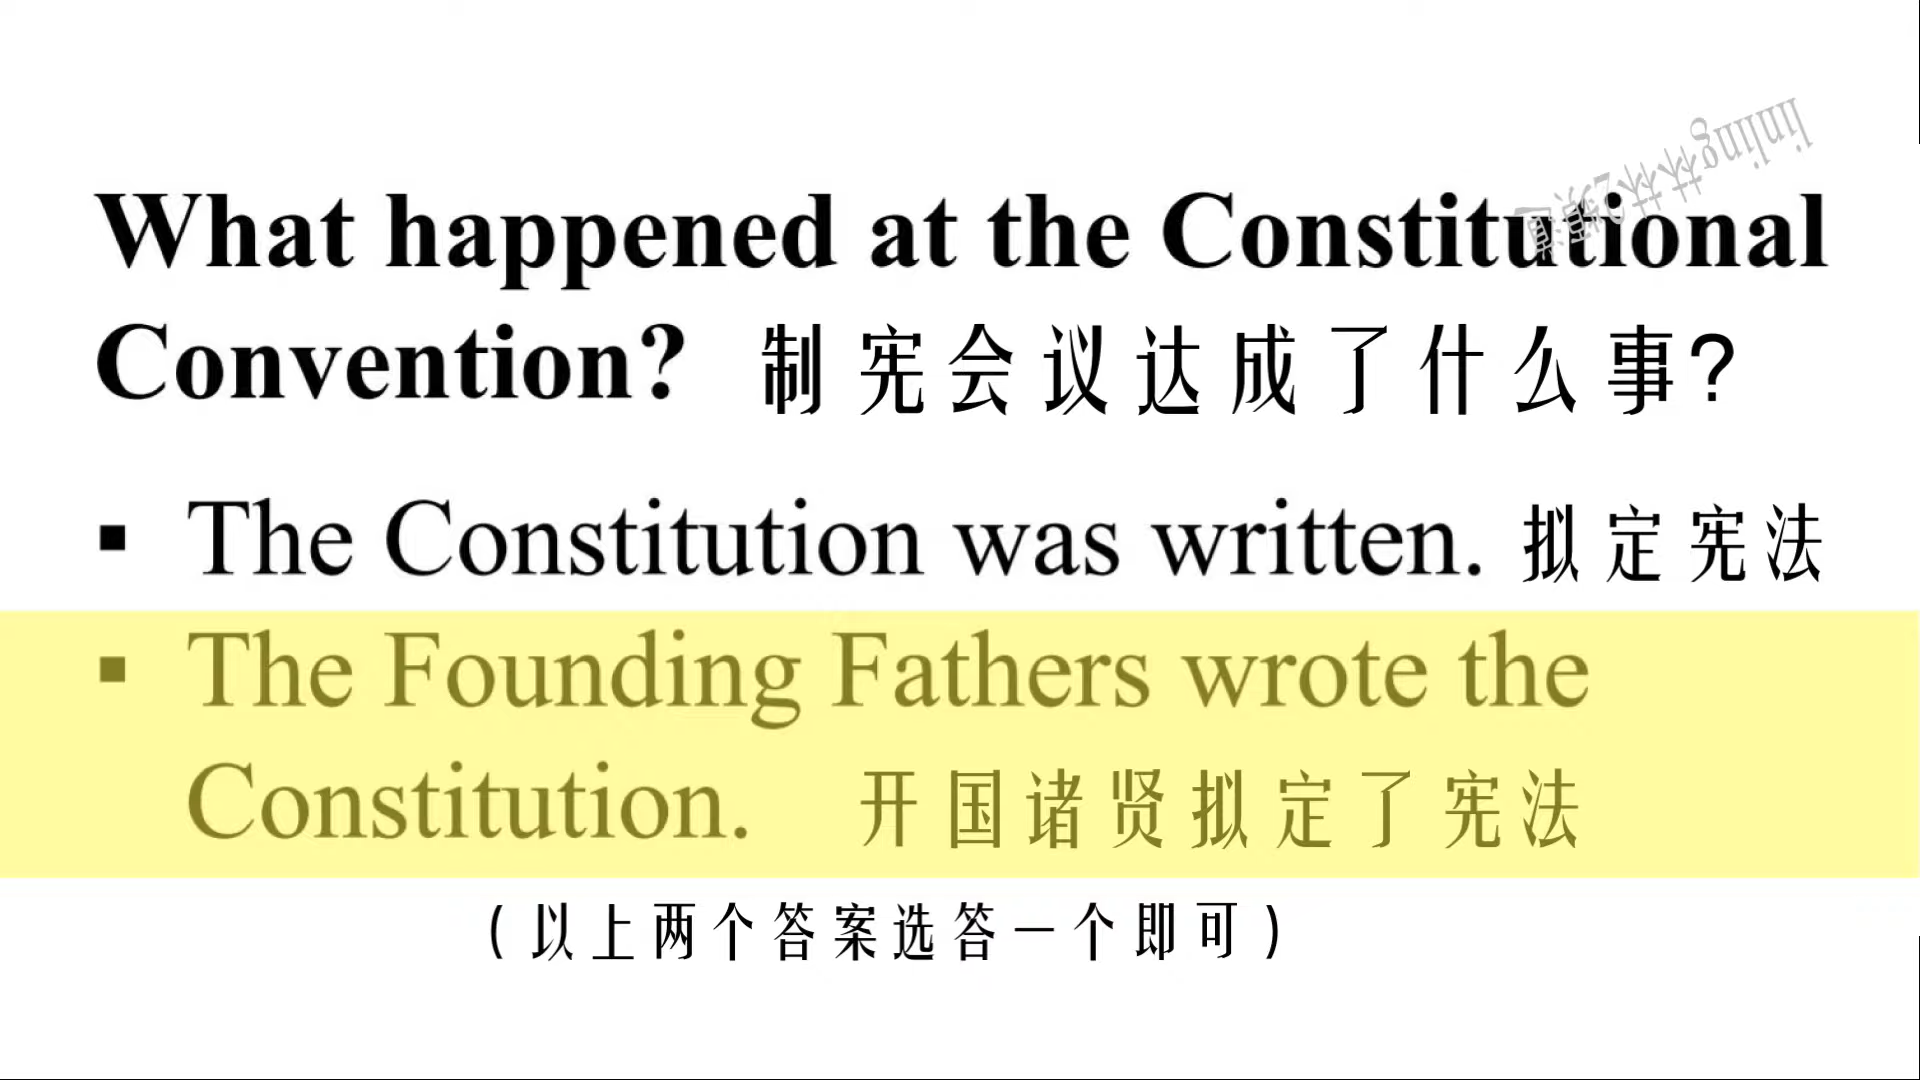 What happened at the Constitutional
Convention? 制宪会议达成了什么事?
▪ The Constitution was written. 拟定宪法
▪ The Founding Fathers wrote the
Constitution. 开国诸贤拟定了宪法
(以上两个答案选答一个即可)